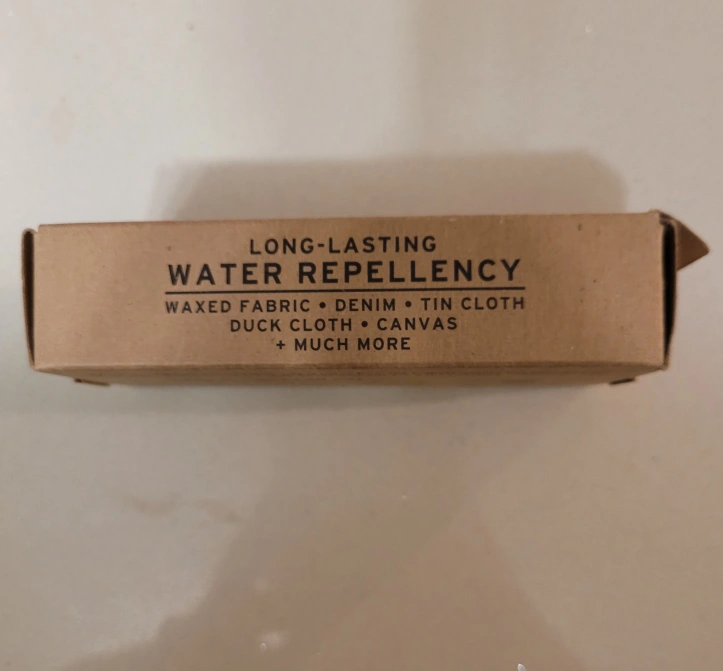 LONG-LASTING
WATER REPELLENCY
WAXED FABRIC • DENIM • TIN CLOTH
DUCK CLOTH • CANVAS
+ MUCH MORE